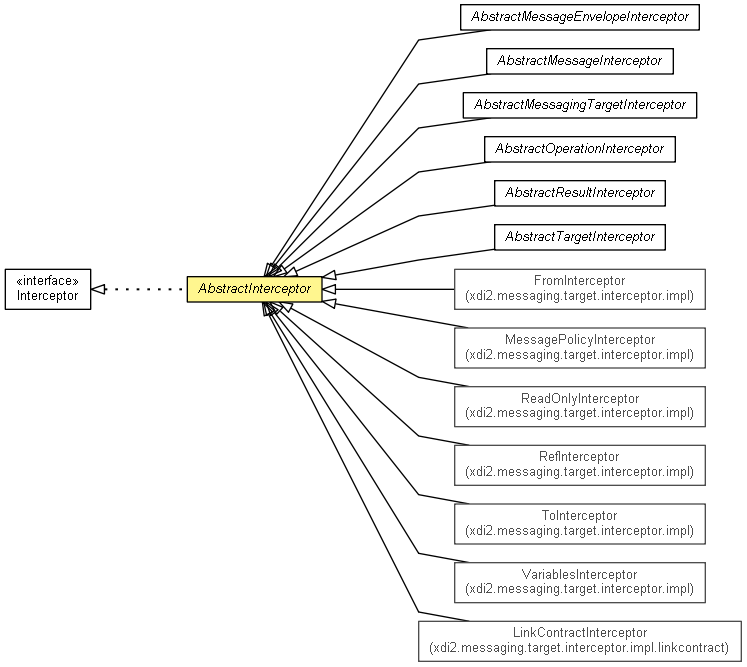 AbstractMessageEnvelopeInterceptor
AbstractMessageInterceptor
AbstractMessagingTargetInterceptor
AbstractOperationInterceptor
AbstractResultInterceptor
AbstractTargetInterceptor
«interface»
Interceptor
AbstractInterceptor
FromInterceptor
(xdi2.messaging.target.interceptor.impl)
MessagePolicyInterceptor
(xdi2.messaging.target.interceptor.impl)
ReadOnlyInterceptor
(xdi2.messaging.target.interceptor.impl)
RefInterceptor
(xdi2.messaging.target.interceptor.impl)
ToInterceptor
(xdi2.messaging.target.interceptor.impl)
VariablesInterceptor
(xdi2.messaging.target.interceptor.impl)
LinkContractInterceptor
(xdi2.messaging.target.interceptor.impl.linkcontract)